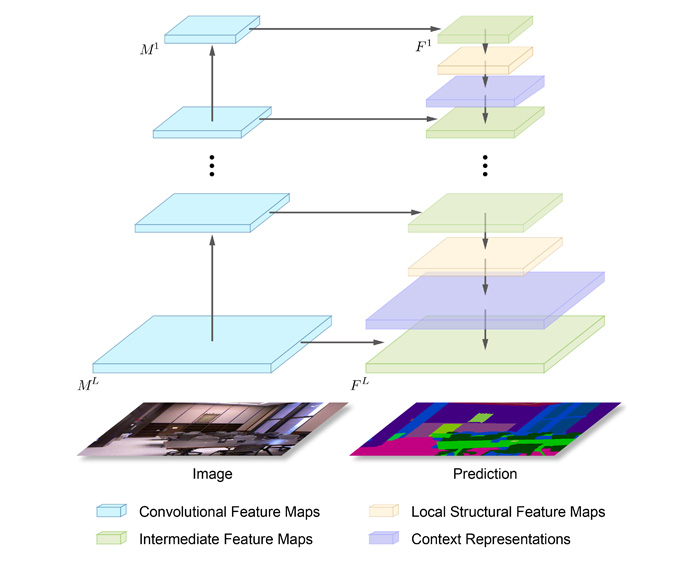 M^1
F^1
M^L
F^L
Image
Prediction
Convolutional Feature Maps
Local Structural Feature Maps
Intermediate Feature Maps
Context Representations